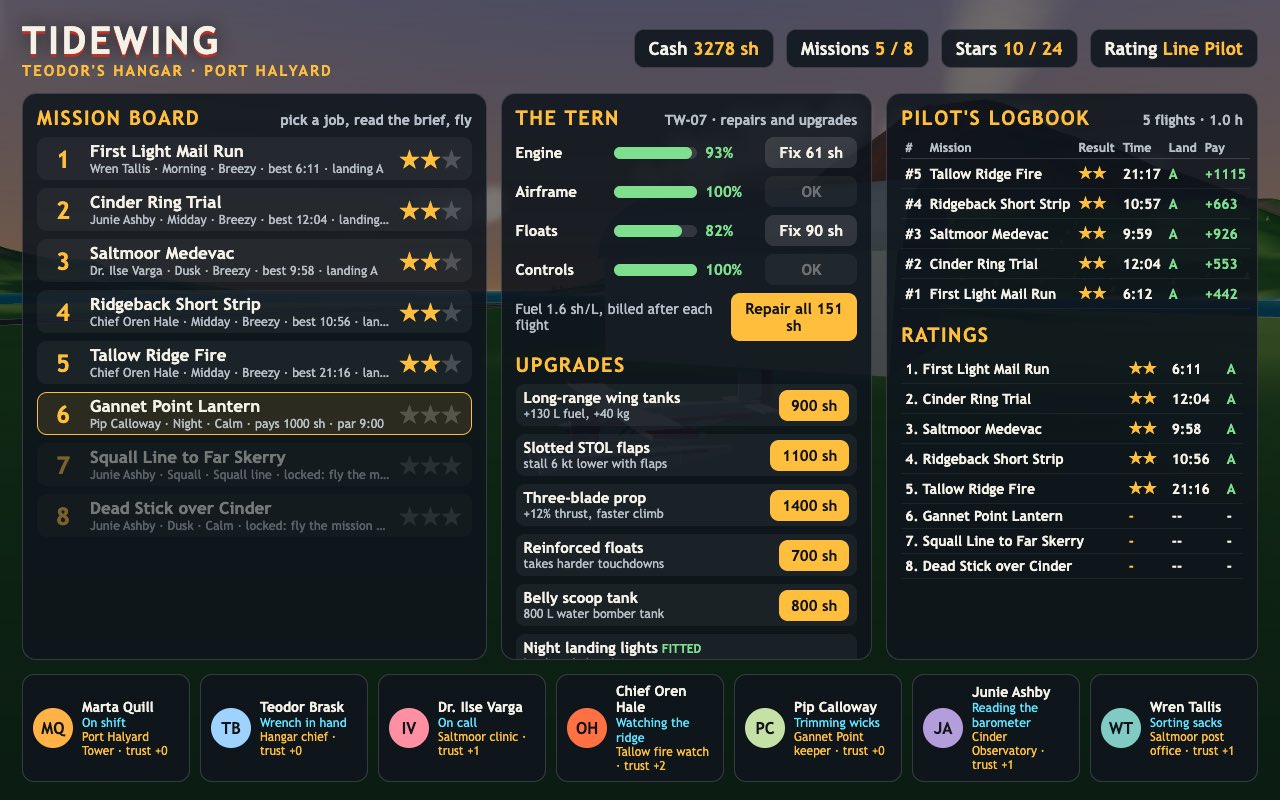 TIDEWING
TEODOR'S HANGAR · PORT HALYARD
Cash 3278 sh
Missions 5 / 8
Stars 10 / 24
Rating Line Pilot
MISSION BOARD
pick a job, read the brief, fly
1
First Light Mail Run
Wren Tallis · Morning · Breezy · best 6:11 · landing A
★★★
2
Cinder Ring Trial
Junie Ashby · Midday · Breezy · best 12:04 · landing...
★★★
3
Saltmoor Medevac
Dr. Ilse Varga · Dusk · Breezy · best 9:58 · landing A
★★★
4
Ridgeback Short Strip
Chief Oren Hale · Midday · Breezy · best 10:56 · lan...
★★★
5
Tallow Ridge Fire
Chief Oren Hale · Midday · Breezy · best 21:16 · lan...
★★★
6
Gannet Point Lantern
Pip Calloway · Night · Calm · pays 1000 sh · par 9:00
★★★
7
Squall Line to Far Skerry
Junie Ashby · Squall · Squall line · locked: fly the m...
★★★
8
Dead Stick over Cinder
Junie Ashby · Dusk · Calm · locked: fly the mission ...
★★★
THE TERN
TW-07 · repairs and upgrades
Engine 93% Fix 61 sh
Airframe 100% OK
Floats 82% Fix 90 sh
Controls 100% OK
Fuel 1.6 sh/L, billed after each
flight
Repair all 151
sh
UPGRADES
Long-range wing tanks
+130 L fuel, +40 kg
900 sh
Slotted STOL flaps
stall 6 kt lower with flaps
1100 sh
Three-blade prop
+12% thrust, faster climb
1400 sh
Reinforced floats
takes harder touchdowns
700 sh
Belly scoop tank
800 L water bomber tank
800 sh
Night landing lights FITTED
PILOT'S LOGBOOK
5 flights · 1.0 h
# Mission Result Time Land Pay
#5 Tallow Ridge Fire ★★ 21:17 A +1115
#4 Ridgeback Short Strip ★★ 10:57 A +663
#3 Saltmoor Medevac ★★ 9:59 A +926
#2 Cinder Ring Trial ★★ 12:04 A +553
#1 First Light Mail Run ★★ 6:12 A +442
RATINGS
1. First Light Mail Run ★★ 6:11 A
2. Cinder Ring Trial ★★ 12:04 A
3. Saltmoor Medevac ★★ 9:58 A
4. Ridgeback Short Strip ★★ 10:56 A
5. Tallow Ridge Fire ★★ 21:16 A
6. Gannet Point Lantern - -- -
7. Squall Line to Far Skerry - -- -
8. Dead Stick over Cinder - -- -
MQ
Marta Quill
On shift
Port Halyard
Tower · trust +0
TB
Teodor Brask
Wrench in hand
Hangar chief ·
trust +0
IV
Dr. Ilse Varga
On call
Saltmoor clinic ·
trust +1
OH
Chief Oren
Hale
Watching the
ridge
Tallow fire watch
· trust +2
PC
Pip Calloway
Trimming wicks
Gannet Point
keeper · trust +0
JA
Junie Ashby
Reading the
barometer
Cinder
Observatory ·
trust +1
WT
Wren Tallis
Sorting sacks
Saltmoor post
office · trust +1